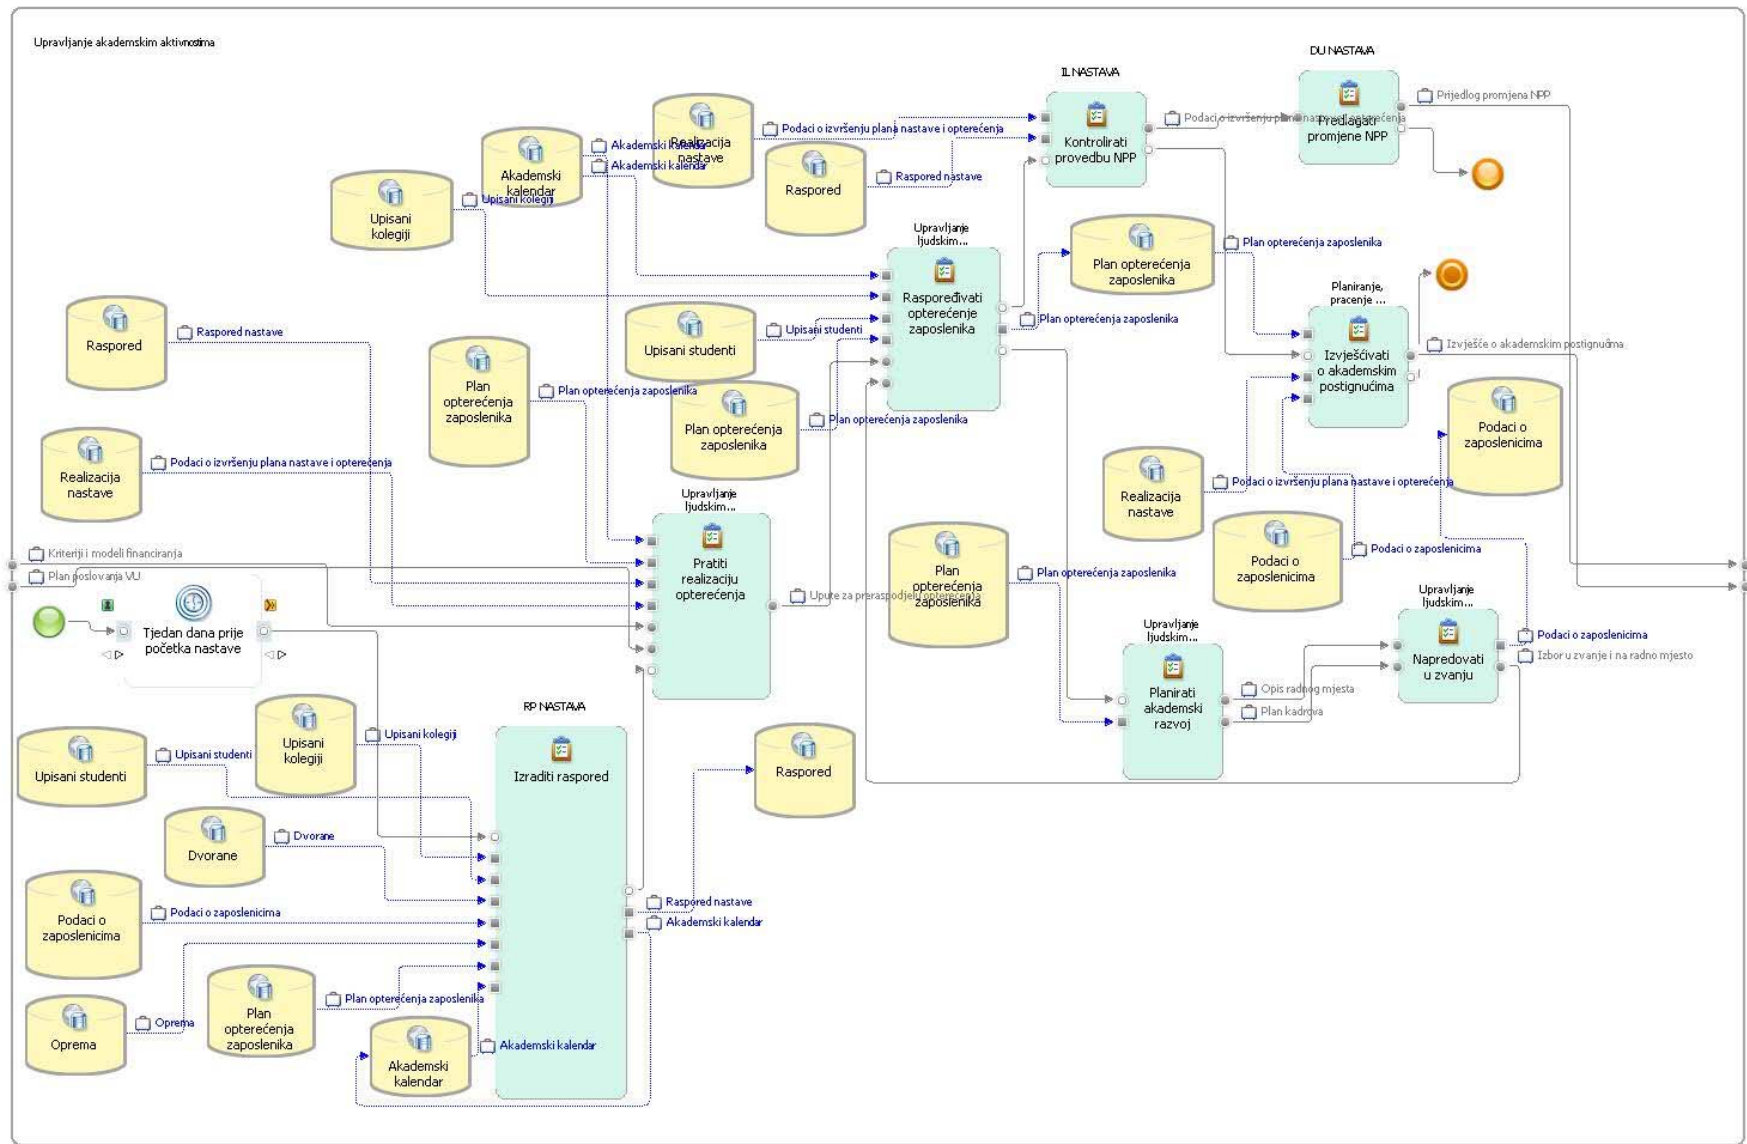 Upravljanje akademskim aktivnostima
DU NASTAVA
IL NASTAVA
Prijedlog promjena NPP
Predlagati
promjene NPP
Podaci o izvršenju plana nastave i opterećenja
Kontrolirati
provedbu NPP
Podaci o izvršenju plana nastave i opterećenja
Realizacija
nastave
Akademski kalendar
Akademski kalendar
Akademski
kalendar
Raspored
Raspored nastave
Upisani kolegiji
Upisani
kolegiji
Upravljanje
ljudskim...
Raspoređivati
opterećenje
zaposlenika
Plan opterećenja
zaposlenika
Plan opterećenja zaposlenika
Plan opterećenja zaposlenika
Planiranje,
pracenje ...
Izvješćivati
o akademskim
postignućima
Izvješće o akademskim postignućima
Raspored
Raspored nastave
Upisani studenti
Upisani studenti
Plan
opterećenja
zaposlenika
Plan opterećenja zaposlenika
Plan opterećenja
zaposlenika
Plan opterećenja zaposlenika
Podaci o
zaposlenicima
Realizacija
nastave
Podaci o izvršenju plana nastave i opterećenja
Realizacija
nastave
Podaci o izvršenju plana nastave i opterećenja
Upravljanje
ljudskim...
Pratiti
realizaciju
opterećenja
Upute za preraspodjelu opterećenja
Plan
opterećenja
zaposlenika
Plan opterećenja zaposlenika
Podaci o
zaposlenicima
Podaci o zaposlenicima
Kriteriji i modeli financiranja
Plan poslovanja VU
Tjedan dana prije
početka nastave
Upravljanje
ljudskim...
Planirati
akademski
razvoj
Opis radnog mjesta
Plan kadrova
Upravljanje
ljudskim...
Napredovati
u zvanju
Podaci o zaposlenicima
Izbor u zvanje i na radno mjesto
RP NASTAVA
Izraditi raspored
Upisani
kolegiji
Upisani kolegiji
Upisani studenti
Upisani studenti
Raspored
Dvorane
Dvorane
Podaci o
zaposlenicima
Podaci o zaposlenicima
Raspored nastave
Akademski kalendar
Oprema
Oprema
Plan
opterećenja
zaposlenika
Plan opterećenja zaposlenika
Akademski
kalendar
Akademski kalendar